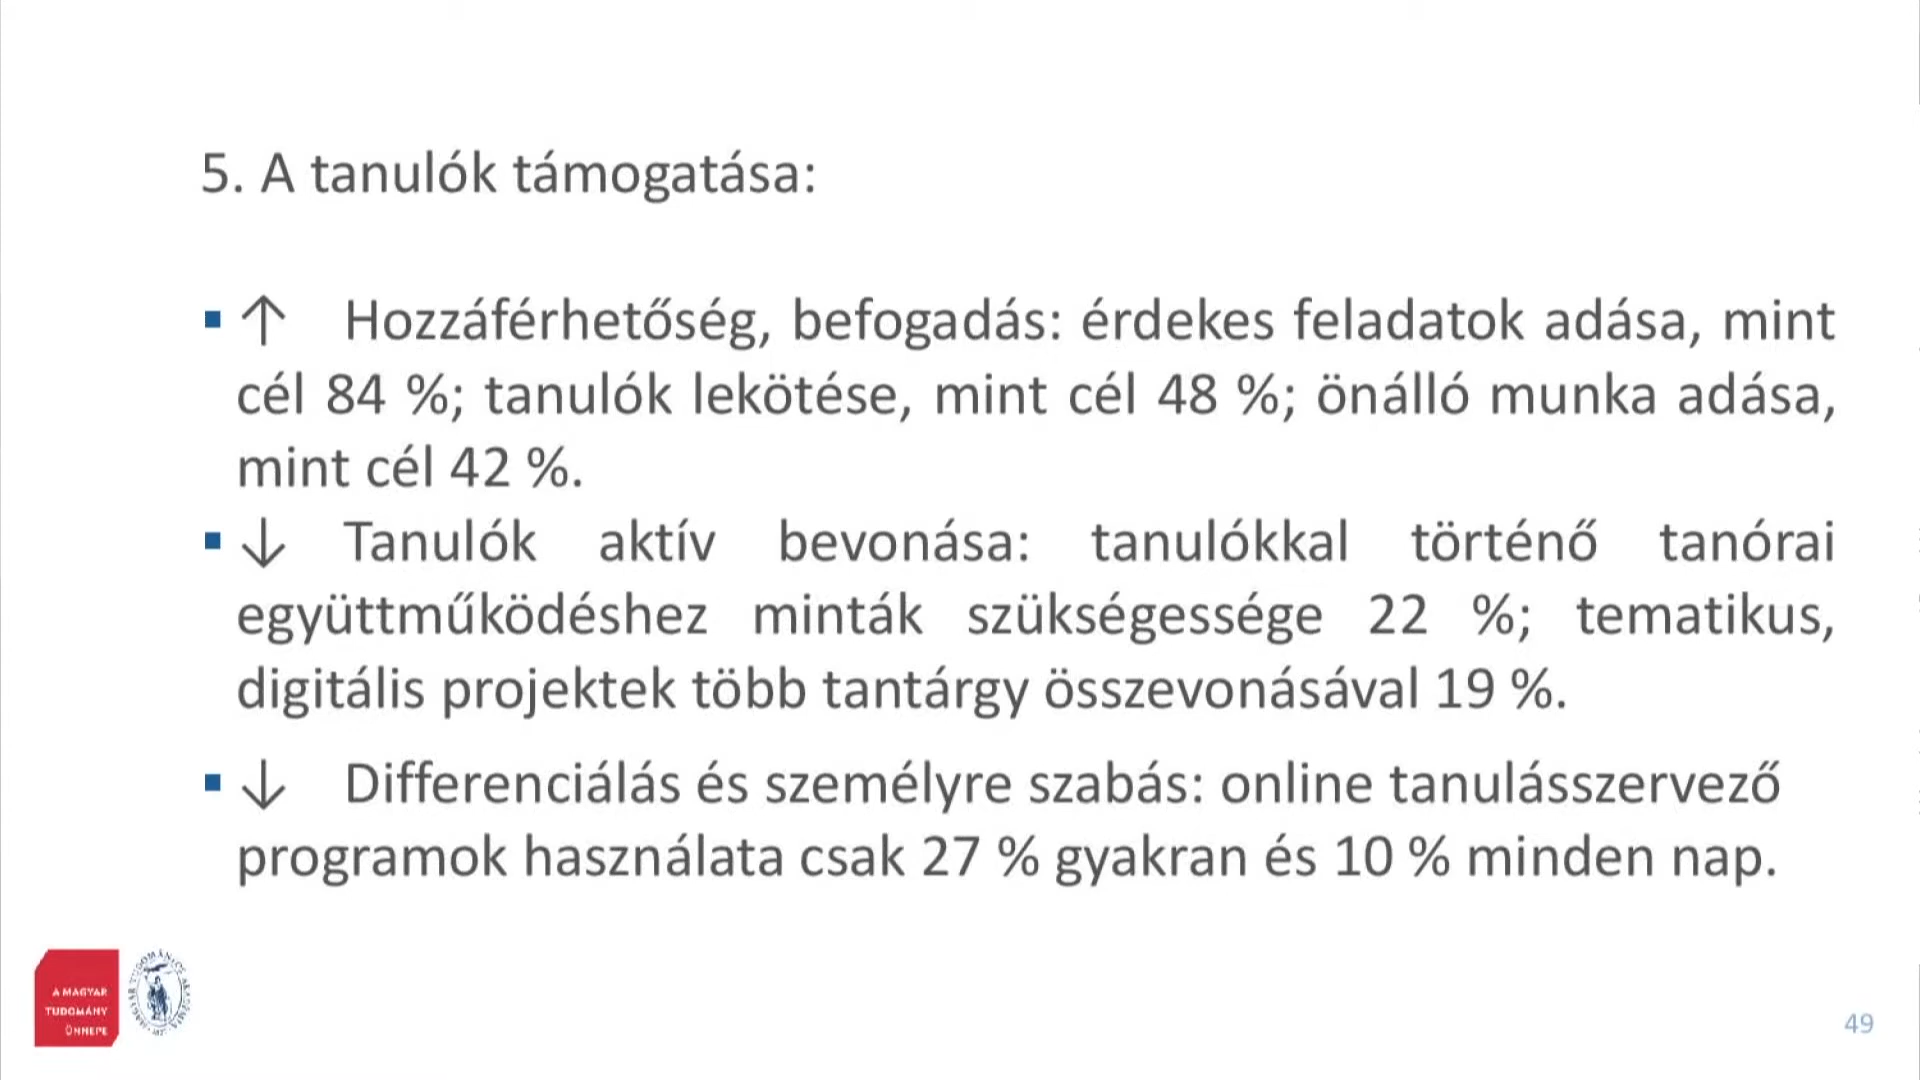 5. A tanulók támogatása:
▪ ↑ Hozzáférhetőség, befogadás: érdekes feladatok adása, mint
cél 84 %; tanulók lekötése, mint cél 48 %; önálló munka adása,
mint cél 42 %.
▪ ↓ Tanulók aktív bevonása: tanulókkal történő tanórai
együttműködéshez minták szükségessége 22 %; tematikus,
digitális projektek több tantárgy összevonásával 19 %.
▪ ↓ Differenciálás és személyre szabás: online tanulásszervező
programok használata csak 27 % gyakran és 10 % minden nap.
A MAGYAR
TUDOMÁNY
ÜNNEPE
49